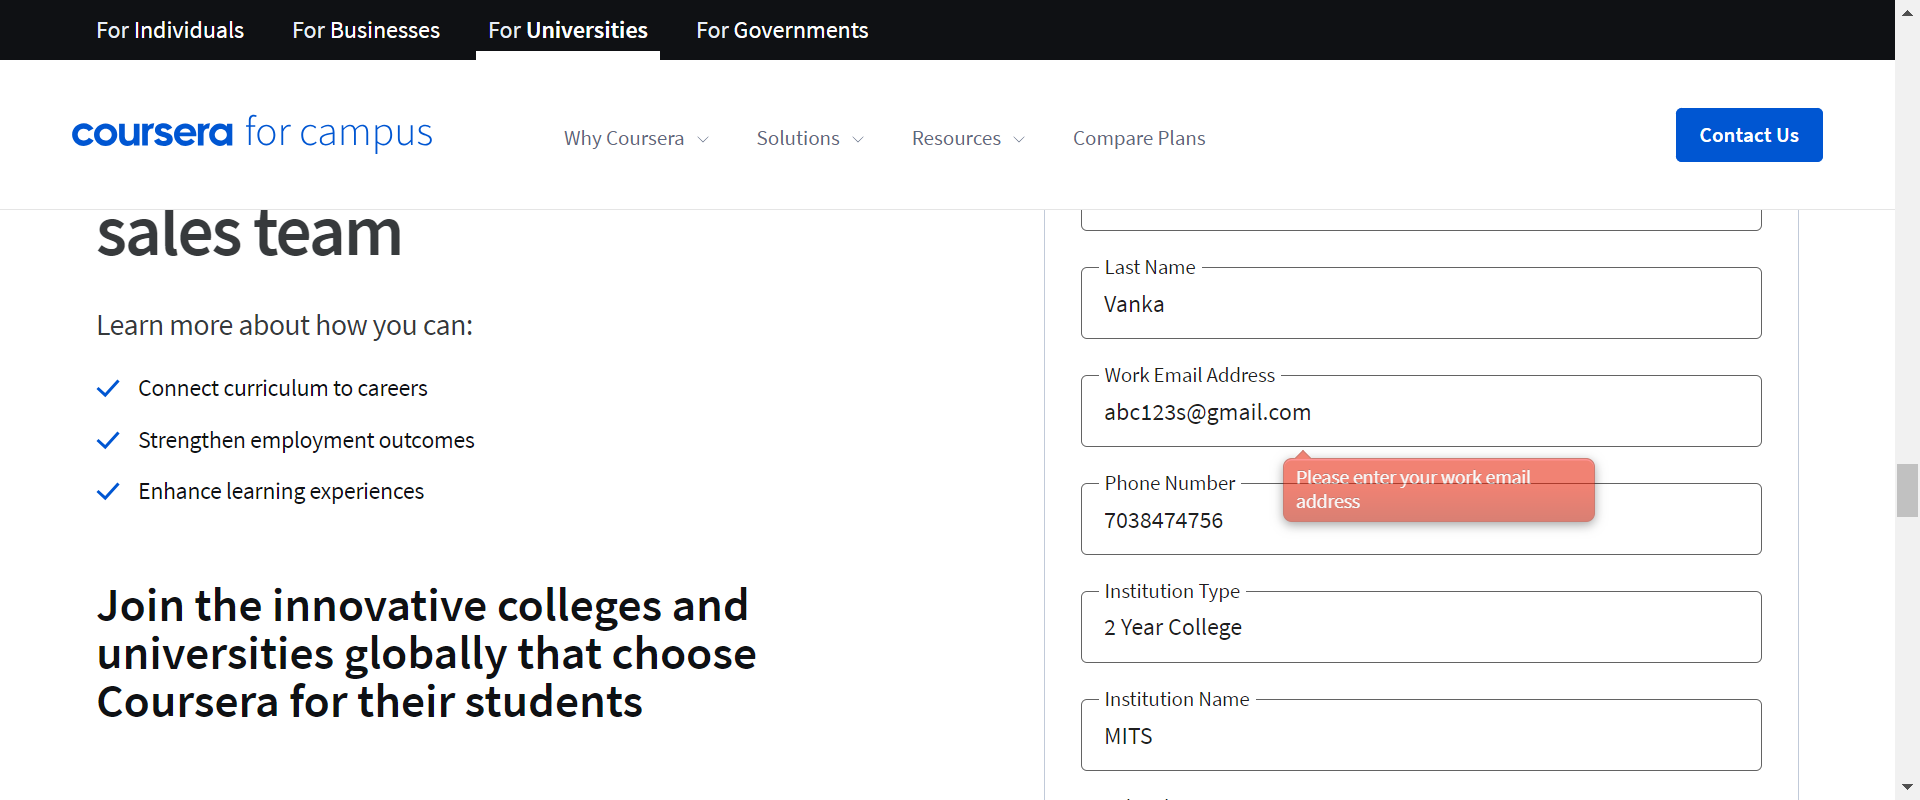 For Individuals
For Businesses
For Universities
For Governments
coursera for campus
Why Coursera
Solutions
Resources
Compare Plans
Contact Us
sales team
Learn more about how you can:
Connect curriculum to careers
Strengthen employment outcomes
Enhance learning experiences
Join the innovative colleges and
universities globally that choose
Coursera for their students
Last Name
Vanka
Work Email Address
abc123s@gmail.com
Please enter your work email
address
Phone Number
7038474756
Institution Type
2 Year College
Institution Name
MITS